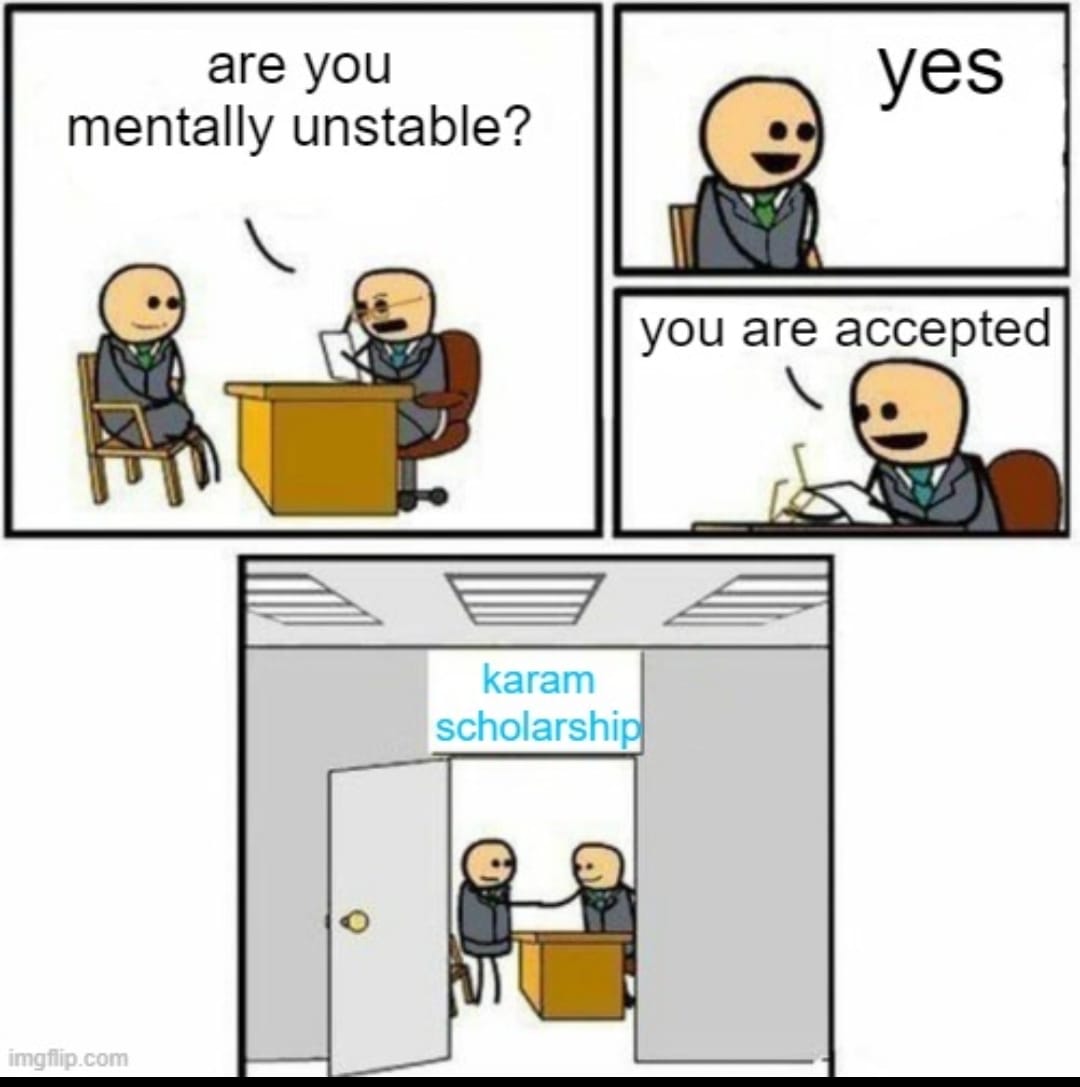 are you
mentally unstable?
yes
you are accepted
karam
scholarship
imgflip.com